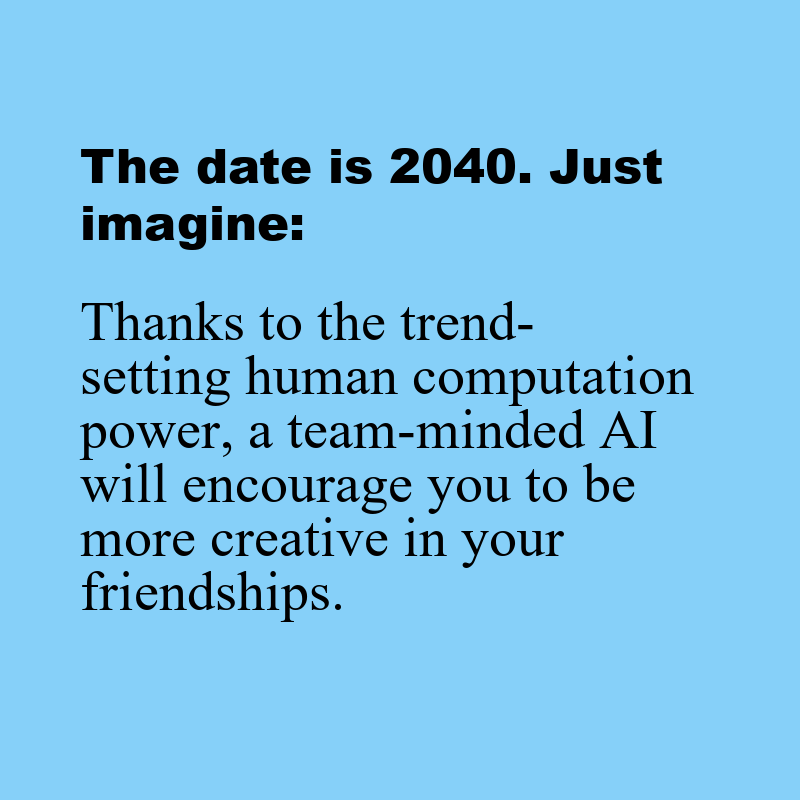 The date is 2040. Just
imagine:
Thanks to the trend-
setting human computation
power, a team-minded AI
will encourage you to be
more creative in your
friendships.